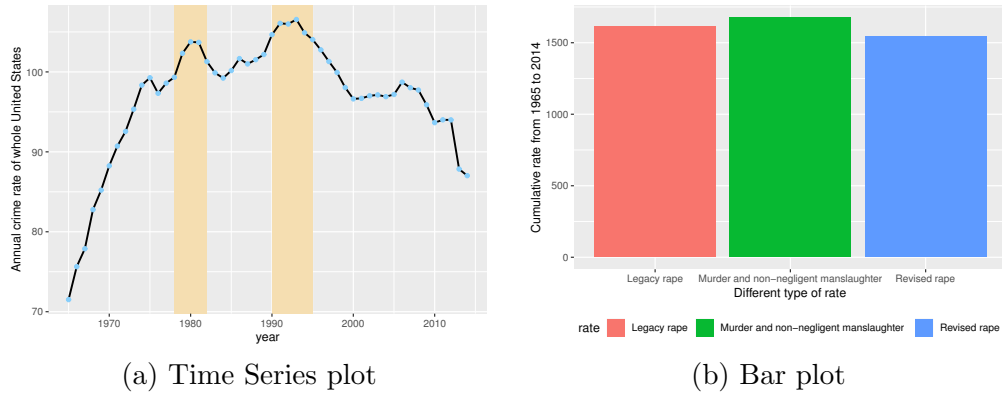 Annual crime rate of whole United States
100
90
80
70
1970
1980
1990
2000
2010
year
(a) Time Series plot
Cumulative rate from 1965 to 2014
1500
1000
500
0
Legacy rape
Murder and non−negligent manslaughter
Revised rape
Different type of rate
rate
Legacy rape
Murder and non−negligent manslaughter
Revised rape
(b) Bar plot